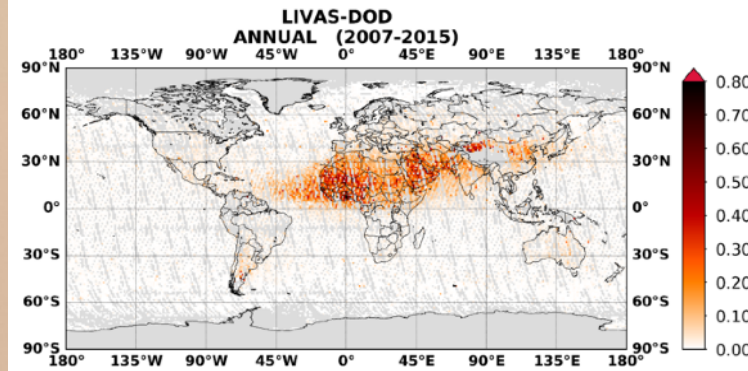 LIVAS-DOD
ANNUAL (2007-2015)
180° 135°W 90°W 45°W 0° 45°E 90°E 135°E 180°
90°N 90°N 0.80
60°N 60°N 0.70
0.60
30°N 30°N 0.50
0° 0° 0.40
30°S 30°S 0.30
0.20
60°S 60°S 0.10
90°S 90°S 0.00
180° 135°W 90°W 45°W 0° 45°E 90°E 135°E 180°